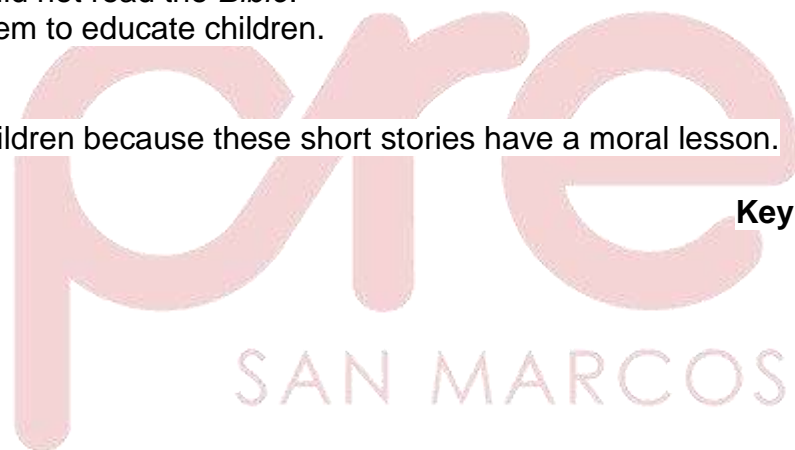 did not read the Bible.
em to educate children.
ildren because these short stories have a moral lesson.
Key
pre
SAN MARCOS